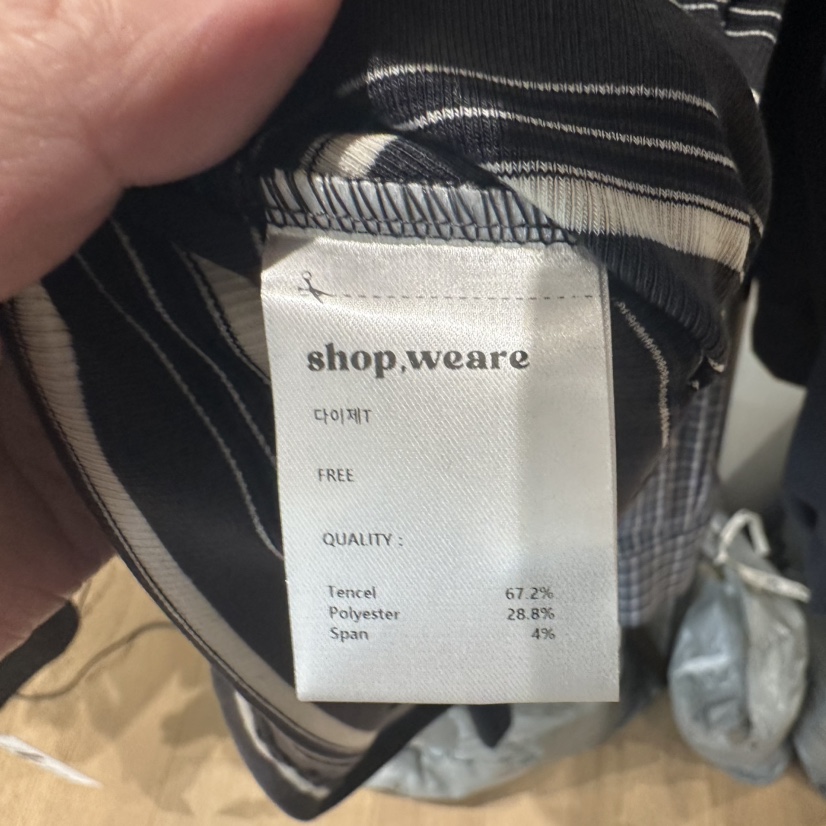 shop,weare
다이제T
FREE
QUALITY :
Tencel 67.2%
Polyester 28.8%
Span 4%